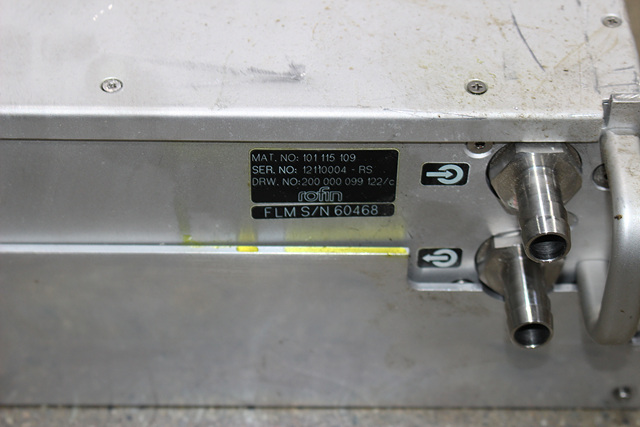 MAT. NO: 101 115 109
SER. NO: 12110004 - RS
DRW. NO: 200 000 099 122/c
rofin
FLM S/N 60468